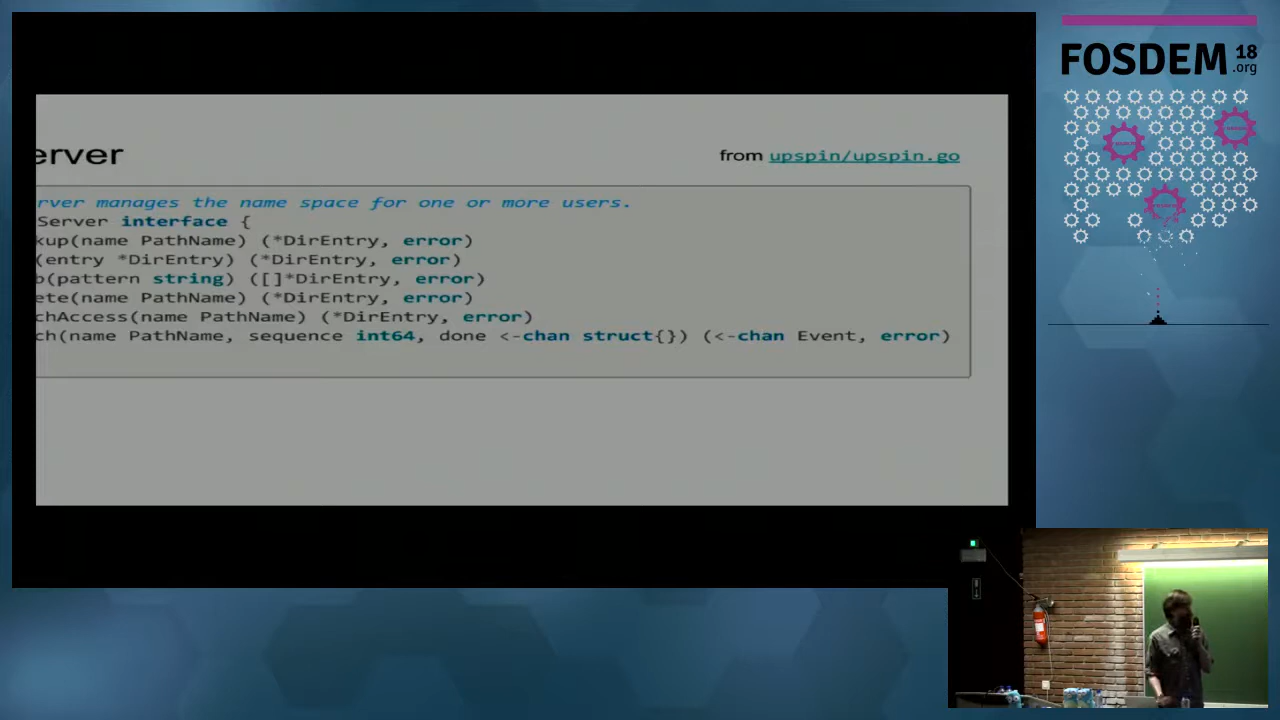 erver
from upspin/upspin.go
rver manages the name space for one or more users.
Server interface {
kup(name PathName) (*DirEntry, error)
(entry *DirEntry) (*DirEntry, error)
b(pattern string) ([]*DirEntry, error)
ete(name PathName) (*DirEntry, error)
chAccess(name PathName) (*DirEntry, error)
ch(name PathName, sequence int64, done <-chan struct{}) (<-chan Event, error)
FOSDEM 18
.org